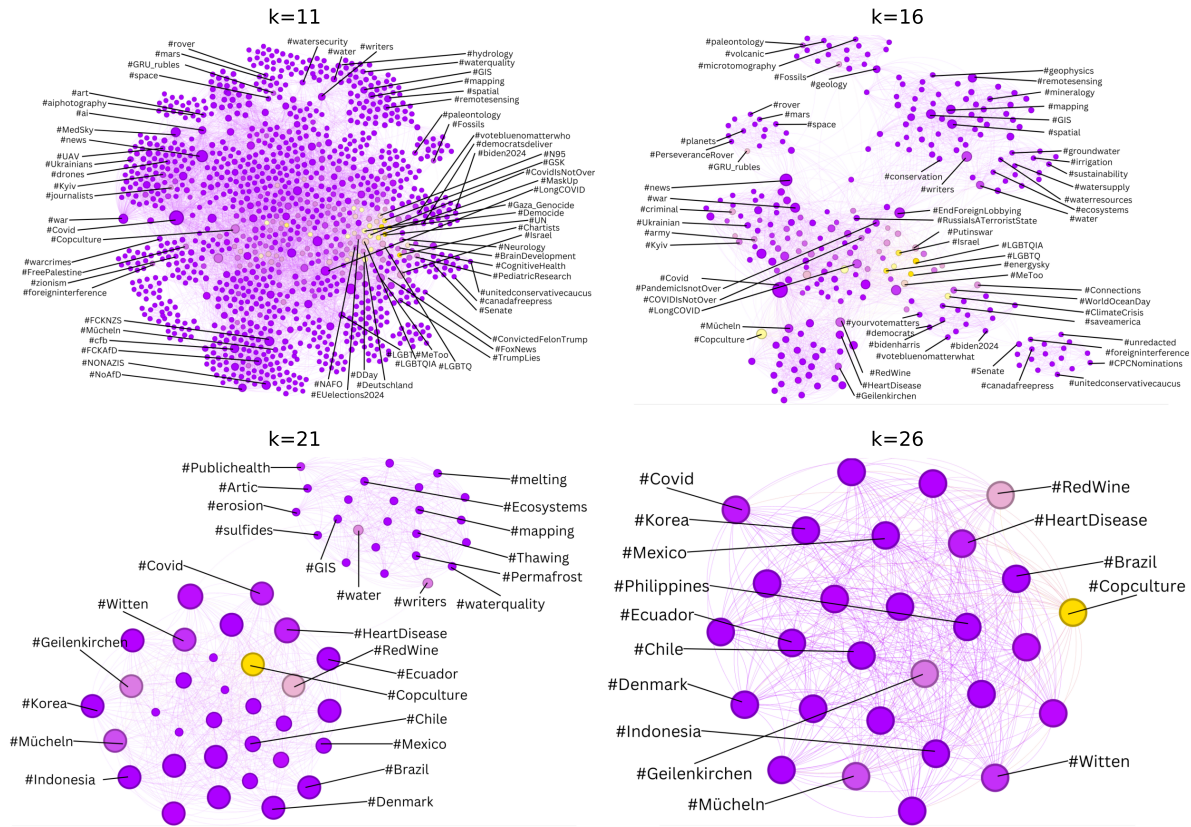 k=11
#watersecurity
#writers
#water
#rover
#mars
#GRU_rubles
#space
#hydrology
#waterquality
#GIS
#mapping
#spatial
#remotesensing
#art
#aiphotography
#ai
#MedSky
#news
#UAV
#Ukrainians
#drones
#Kyiv
#journalists
#war
#Covid
#Copculture
#warcrimes
#FreePalestine
#zionism
#foreigninterference
#FCKNZS
#Mücheln
#cfb
#FCKAfD
#NONAZIS
#NoAfD
#paleontology
#Fossils
#votebluenomatterwho
#democratsdeliver
#biden2024
#N95
#GSK
#CovidIsNotOver
#MaskUp
#LongCOVID
#Gaza_Genocide
#Democide
#UN
#Chartists
#Israel
#Neurology
#BrainDevelopment
#CognitiveHealth
#PediatricResearch
#unitedconservativecaucus
#canadafreepress
#Senate
#ConvictedFelonTrump
#FoxNews
#TrumpLies
#LGBT
#MeToo
#LGBTQIA
#LGBTQ
#DDay
#NAFO
#Deutschland
#EUelections2024
k=16
#paleontology
#volcanic
#microtomography
#Fossils
#geology
#geophysics
#remotesensing
#mineralogy
#mapping
#GIS
#spatial
#rover
#mars
#space
#planets
#PerseveranceRover
#GRU_rubles
#groundwater
#irrigation
#sustainability
#watersupply
#waterresources
#ecosystems
#water
#conservation
#writers
#news
#war
#criminal
#Ukrainian
#army
#Kyiv
#EndForeignLobbying
#RussiaIsATerroristState
#Putinswar
#Israel
#LGBTQIA
#LGBTQ
#energysky
#MeToo
#Covid
#PandemicIsnotOver
#COVIDIsNotOver
#LongCOVID
#Connections
#WorldOceanDay
#ClimateCrisis
#saveamerica
#Mücheln
#Copculture
#yourvotematters
#democrats
#bidenharris
#biden2024
#votebluenomatterwhat
#unredacted
#foreigninterference
#CPCNominations
#Senate
#canadafreepress
#unitedconservativecaucus
#RedWine
#HeartDisease
#Geilenkirchen
k=21
#Publichealth
#Artic
#erosion
#sulfides
#melting
#Ecosystems
#mapping
#Thawing
#Permafrost
#GIS
#water
#writers
#waterquality
#Covid
#Witten
#Geilenkirchen
#HeartDisease
#RedWine
#Ecuador
#Copculture
#Korea
#Chile
#Mücheln
#Mexico
#Indonesia
#Brazil
#Denmark
k=26
#Covid
#RedWine
#Korea
#HeartDisease
#Mexico
#Brazil
#Philippines
#Copculture
#Ecuador
#Chile
#Denmark
#Indonesia
#Geilenkirchen
#Witten
#Mücheln